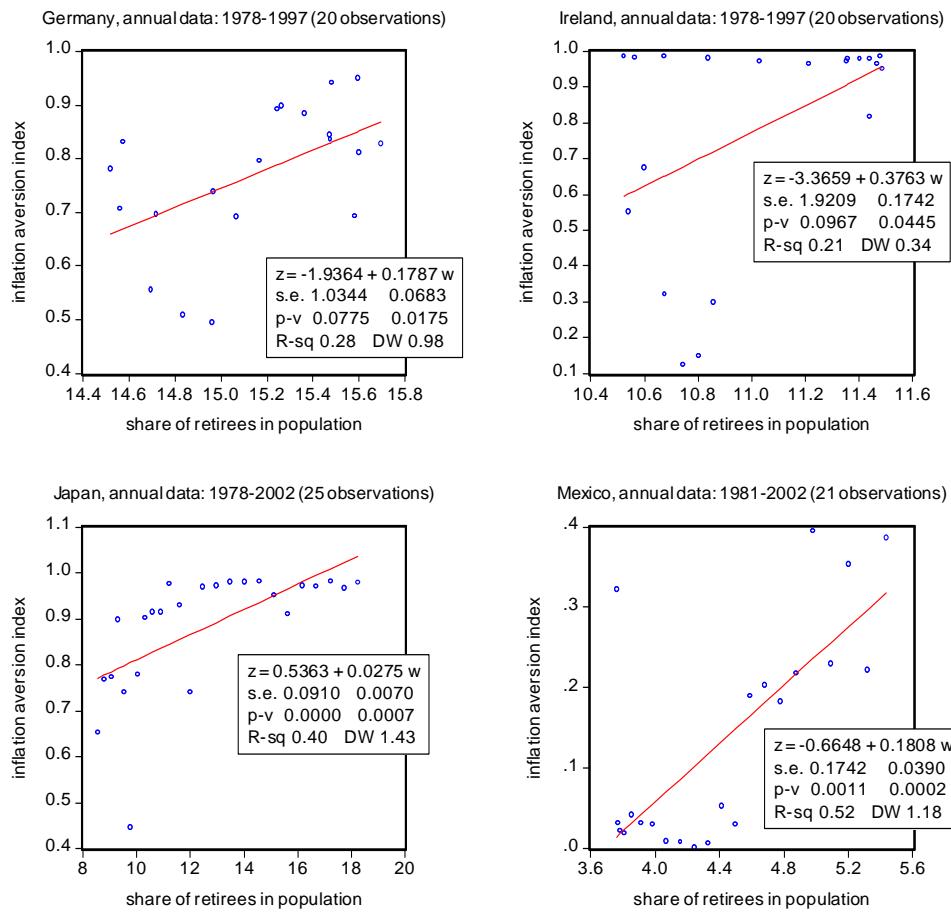 Germany, annual data: 1978-1997 (20 observations)
1.0
0.9
0.8
0.7
0.6
0.5
0.4
inflation aversion index
z= -1.9364 + 0.1787 w
s.e. 1.0344 0.0683
p-v 0.0775 0.0175
R-sq 0.28 DW 0.98
14.4 14.6 14.8 15.0 15.2 15.4 15.6 15.8
share of retirees in population
Ireland, annual data: 1978-1997 (20 observations)
1.0
0.9
0.8
0.7
0.6
0.5
0.4
0.3
0.2
0.1
inflation aversion index
z= -3.3659 + 0.3763 w
s.e. 1.9209 0.1742
p-v 0.0967 0.0445
R-sq 0.21 DW 0.34
10.4 10.6 10.8 11.0 11.2 11.4 11.6
share of retirees in population
Japan, annual data: 1978-2002 (25 observations)
1.1
1.0
0.9
0.8
0.7
0.6
0.5
0.4
inflation aversion index
z= 0.5363 + 0.0275 w
s.e. 0.0910 0.0070
p-v 0.0000 0.0007
R-sq 0.40 DW 1.43
8 10 12 14 16 18 20
share of retirees in population
Mexico, annual data: 1981-2002 (21 observations)
.4
.3
.2
.1
.0
inflation aversion index
z= -0.6648 + 0.1808 w
s.e. 0.1742 0.0390
p-v 0.0011 0.0002
R-sq 0.52 DW 1.18
3.6 4.0 4.4 4.8 5.2 5.6
share of retirees in population